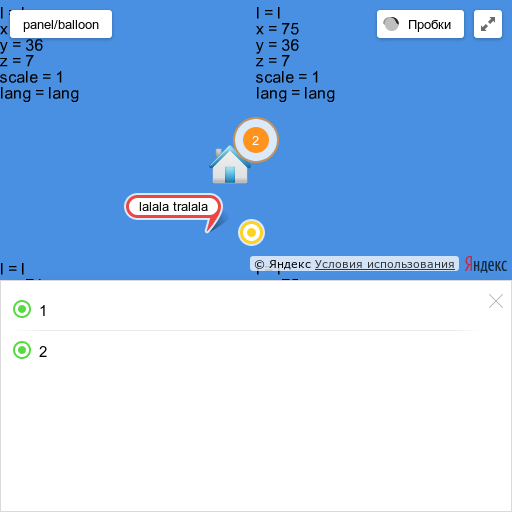 l = l
panel/balloon
Пробки
x = 75
y = 36
z = 7
scale = 1
lang = lang
y = 36
z = 7
scale = 1
lang = lang
2
lalala tralala
l = l
© Яндекс Условия использования
Яндекс
1
2